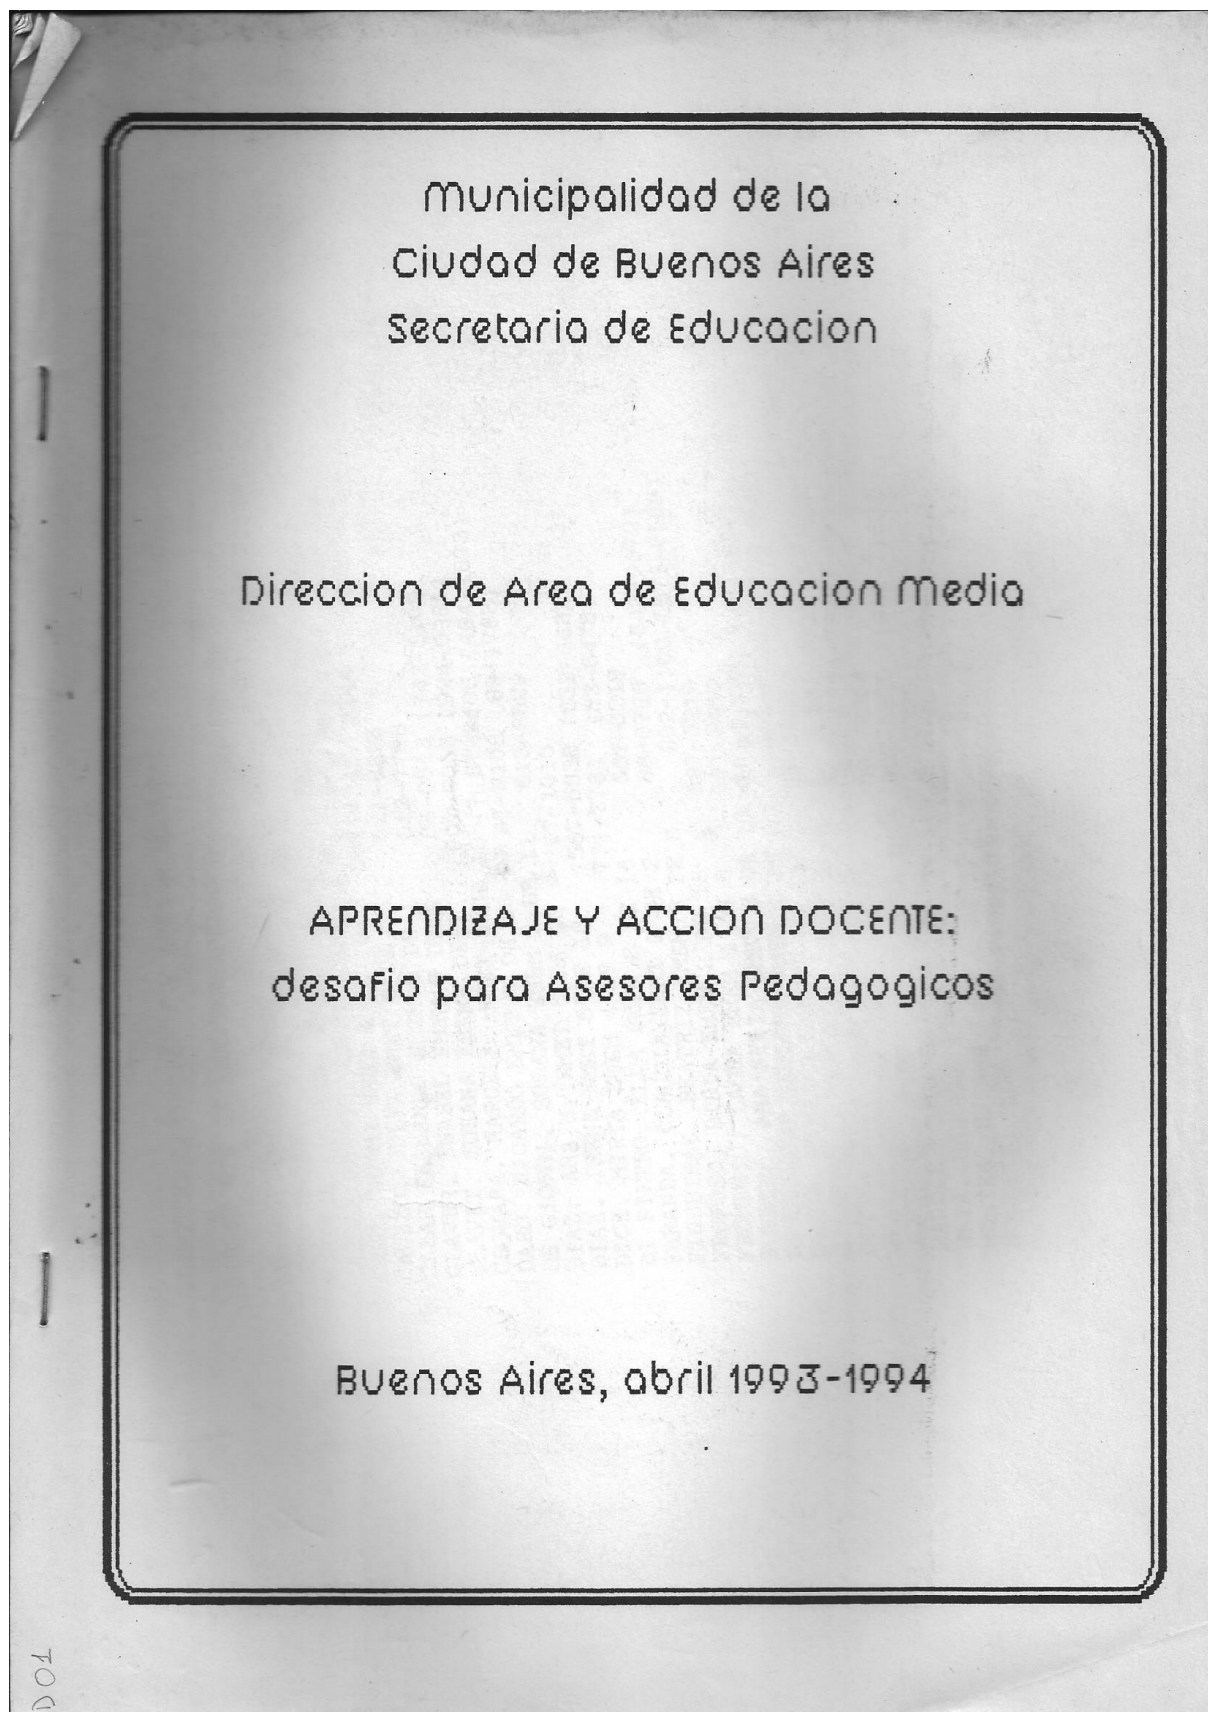 Municipalidad de la
Ciudad de Buenos Aires
Secretaria de Educacion
Direccion de Area de Educacion Media
APRENDIZAJE Y ACCION DOCENTE:
desafio para Asesores Pedagogicos
Buenos Aires, abril 1993-1994
D01